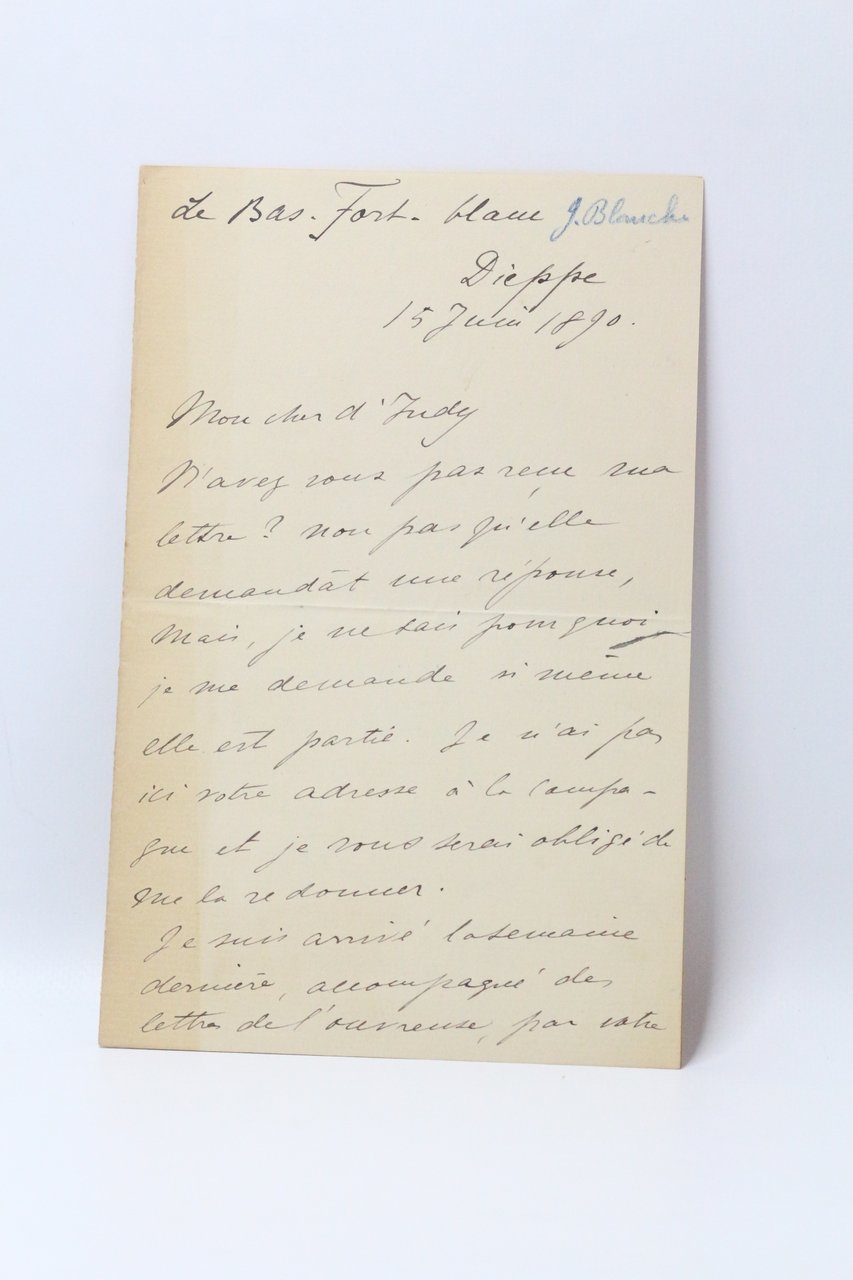 Le Bas-Fort-blanc J. Blanche
Dieppe
15 Juin 1890.
Mon cher d'Indy
N'avez vous pas recu ma
lettre ? non pas qu'elle
demandât une réponse,
mais, je ne sais pourquoi
je me demande si même
elle est partie. Je n'ai pas
ici votre adresse à la campa-
gne et je vous serai obligé de
me la redonner.
Je suis arrivé la semaine
dernière, accompagné des
lettres de l'ouvreuse, par votre